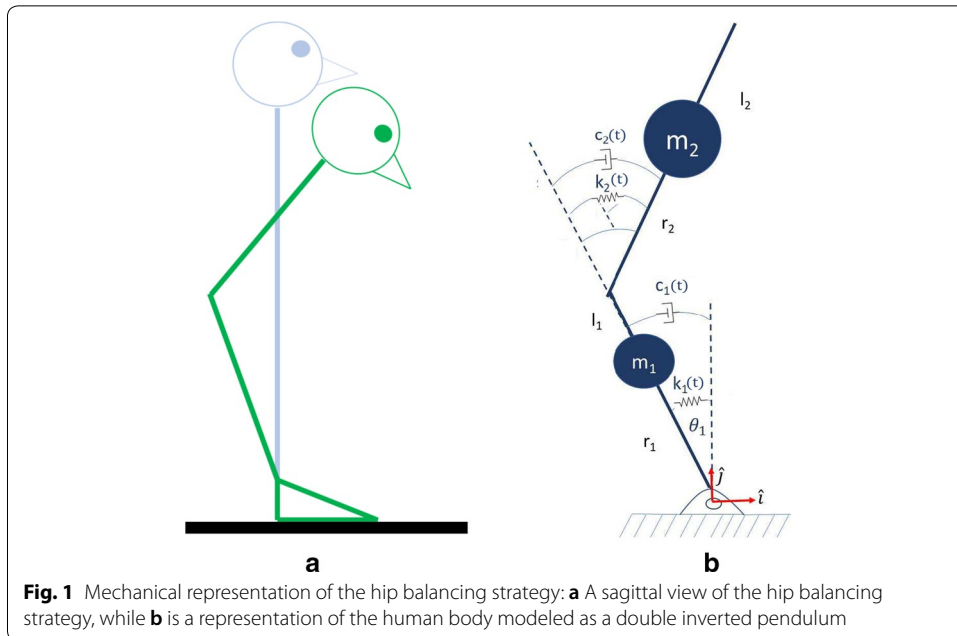 l₂
c₂(t)
m₂
k₂(t)
r₂
c₁(t)
l₁
m₁
k₁(t)
θ₁
r₁
ĵ
î
a b
Fig. 1 Mechanical representation of the hip balancing strategy: a A sagittal view of the hip balancing
strategy, while b is a representation of the human body modeled as a double inverted pendulum